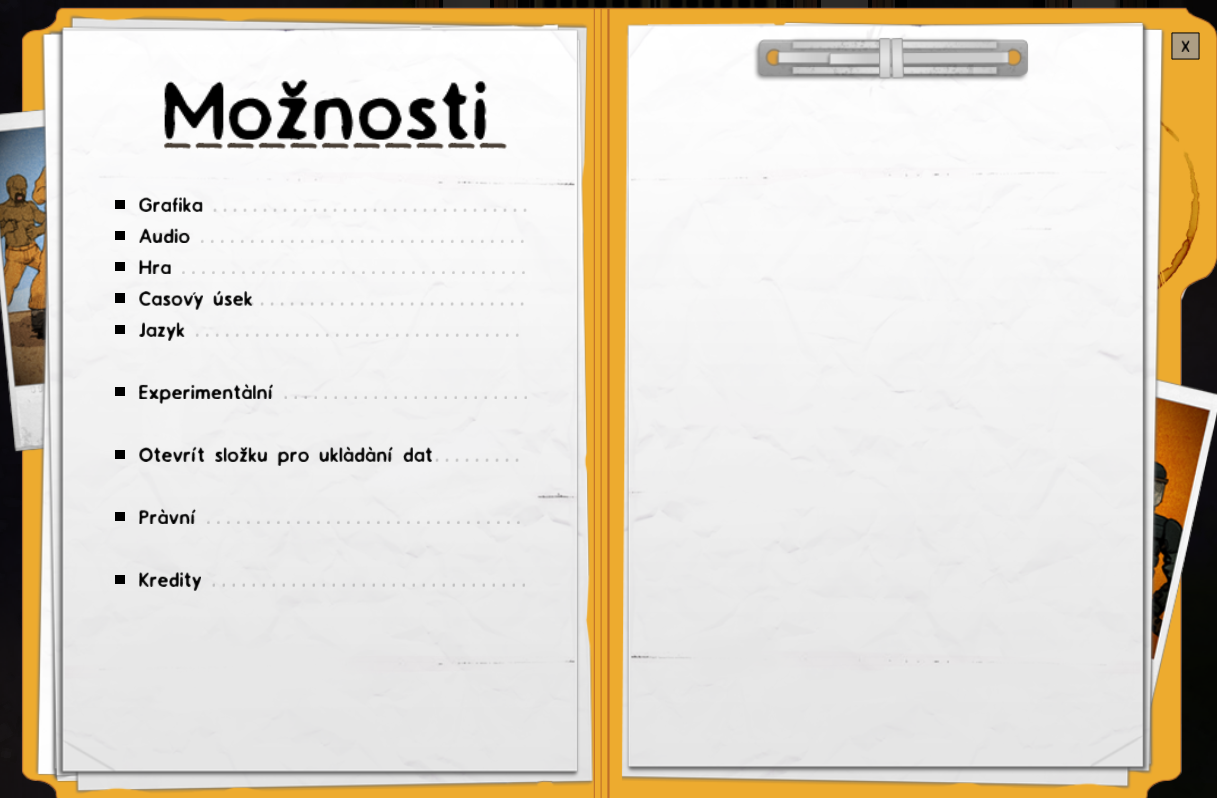 Možnosti
X
Grafika
Audio
Hra
Casový úsek
Jazyk
Experimentàlní
Otevrít složku pro uklàdàní dat
Pràvní
Kredity